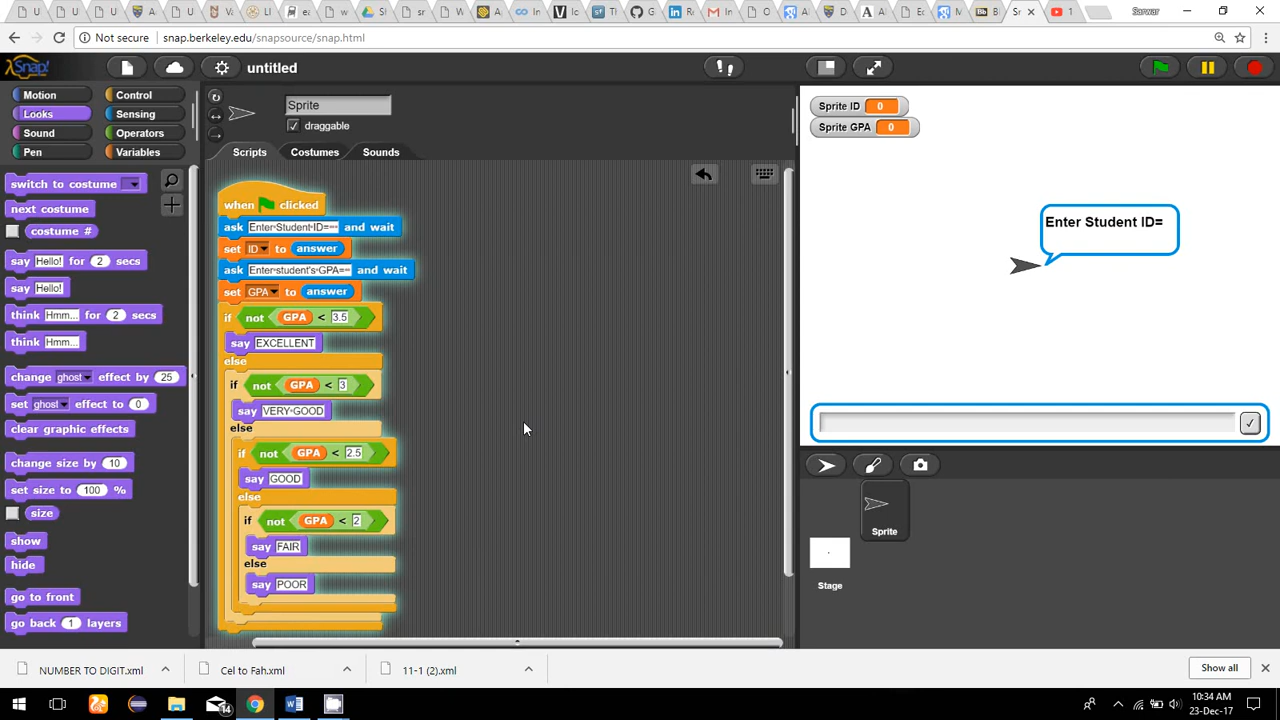 Sarwar
Not secure | snap.berkeley.edu/snapsource/snap.html
Snap!
untitled
Motion
Control
Looks
Sensing
Sound
Operators
Pen
Variables
switch to costume
next costume
costume #
say Hello! for 2 secs
say Hello!
think Hmm... for 2 secs
think Hmm...
change ghost effect by 25
set ghost effect to 0
clear graphic effects
change size by 10
set size to 100 %
size
show
hide
go to front
go back 1 layers
Sprite
draggable
Scripts
Costumes
Sounds
when clicked
ask Enter·Student·ID=·· and wait
set ID to answer
ask Enter·student's·GPA=· and wait
set GPA to answer
if not GPA < 3.5
say EXCELLENT
else
if not GPA < 3
say VERY·GOOD
else
if not GPA < 2.5
say GOOD
else
if not GPA < 2
say FAIR
else
say POOR
Sprite ID 0
Sprite GPA 0
Enter Student ID=
Sprite
Stage
NUMBER TO DIGIT.xml
Cel to Fah.xml
11-1 (2).xml
Show all
14
10:34 AM
23-Dec-17